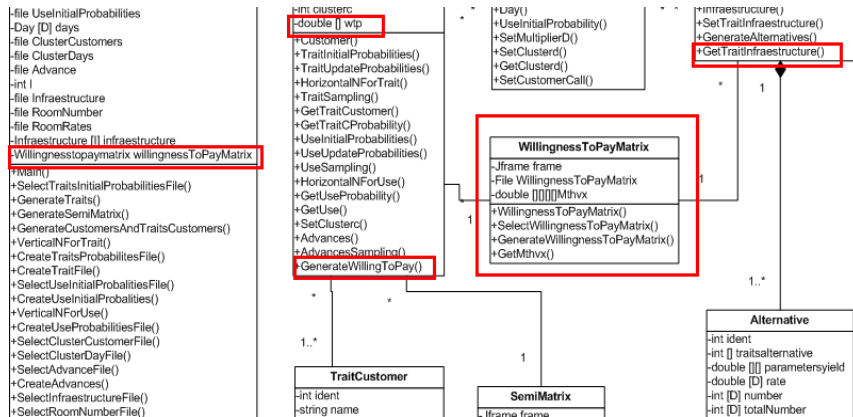 -file UseInitialProbabilities
-Day [D] days
-file ClusterCustomers
-file ClusterDays
-file Advance
-int I
-file Infraestructure
-file RoomNumber
-file RoomRates
-Infraestructure [I] infraestructure
-Willingnesstopaymatrix willingnessToPayMatrix
+Main()
+SelectTraitsInitialProbabilitiesFile()
+GenerateTraits()
+GenerateSemiMatrix()
+GenerateCustomersAndTraitsCustomers()
+VerticalNForTrait()
+CreateTraitsProbabilitesFile()
+CreateTraitFile()
+SelectUseInitialProbalitiesFile()
+CreateUseInitialProbalities()
+VerticalNForUse()
+CreateUseProbabilitiesFile()
+SelectClusterCustomerFile()
+SelectClusterDayFile()
+SelectAdvanceFile()
+CreateAdvances()
+SelectInfraestructureFile()
+SelectRoomNumberFile()
-int clusterc
-double [] wtp
+Customer()
+TraitInitialProbabilities()
+TraitUpdateProbabilities()
+HorizontalNForTrait()
+TraitSampling()
+GetTraitCustomer()
+GetTraitCProbability()
+UseInitialProbabilities()
+UseUpdateProbabilities()
+UseSampling()
+HorizontalNForUse()
+GetUseProbability()
+GetUse()
+SetClusterc()
+Advances()
+AdvancesSampling()
+GenerateWillingToPay()
*
*
1..*
TraitCustomer
-int ident
-string name
*
+Day()
+UseInitialProbability()
+SetMultiplierD()
+SetClusterd()
+GetClusterd()
+SetCustomerCall()
*
*
WillingnessToPayMatrix
-Jframe frame
-File WillingnessToPayMatrix
-double [][][][]Mthvx
+WillingnessToPayMatrix()
+SelectWillingnessToPayMatrix()
+GenerateWillingnessToPayMatrix()
+GetMthvx()
*
1
1
1
SemiMatrix
-Jframe frame
+Infraestructure()
+SetTraitInfraestructure()
+GenerateAlternatives()
+GetTraitInfraestructure()
*
1
1..*
Alternative
-int ident
-int [] traitsalternative
-double [][] parametersyield
-double [D] rate
-int [D] number
-int [D] totalNumber